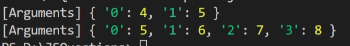 [Arguments] { '0': 4, '1': 5 }
[Arguments] { '0': 5, '1': 6, '2': 7, '3': 8 }